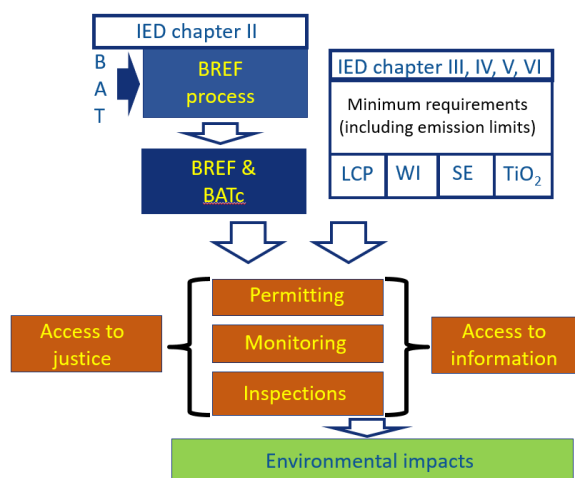 IED chapter II
B
A
T
BREF
process
BREF &
BATc
IED chapter III, IV, V, VI
Minimum requirements
(including emission limits)
LCP WI SE TiO₂
Access to
justice
Permitting
Monitoring
Inspections
Access to
information
Environmental impacts